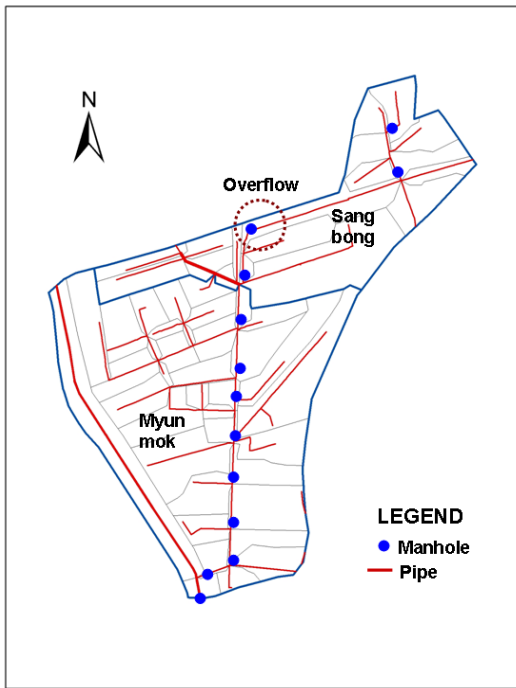 N
Overflow
Sang
bong
Myun
mok
LEGEND
Manhole
Pipe